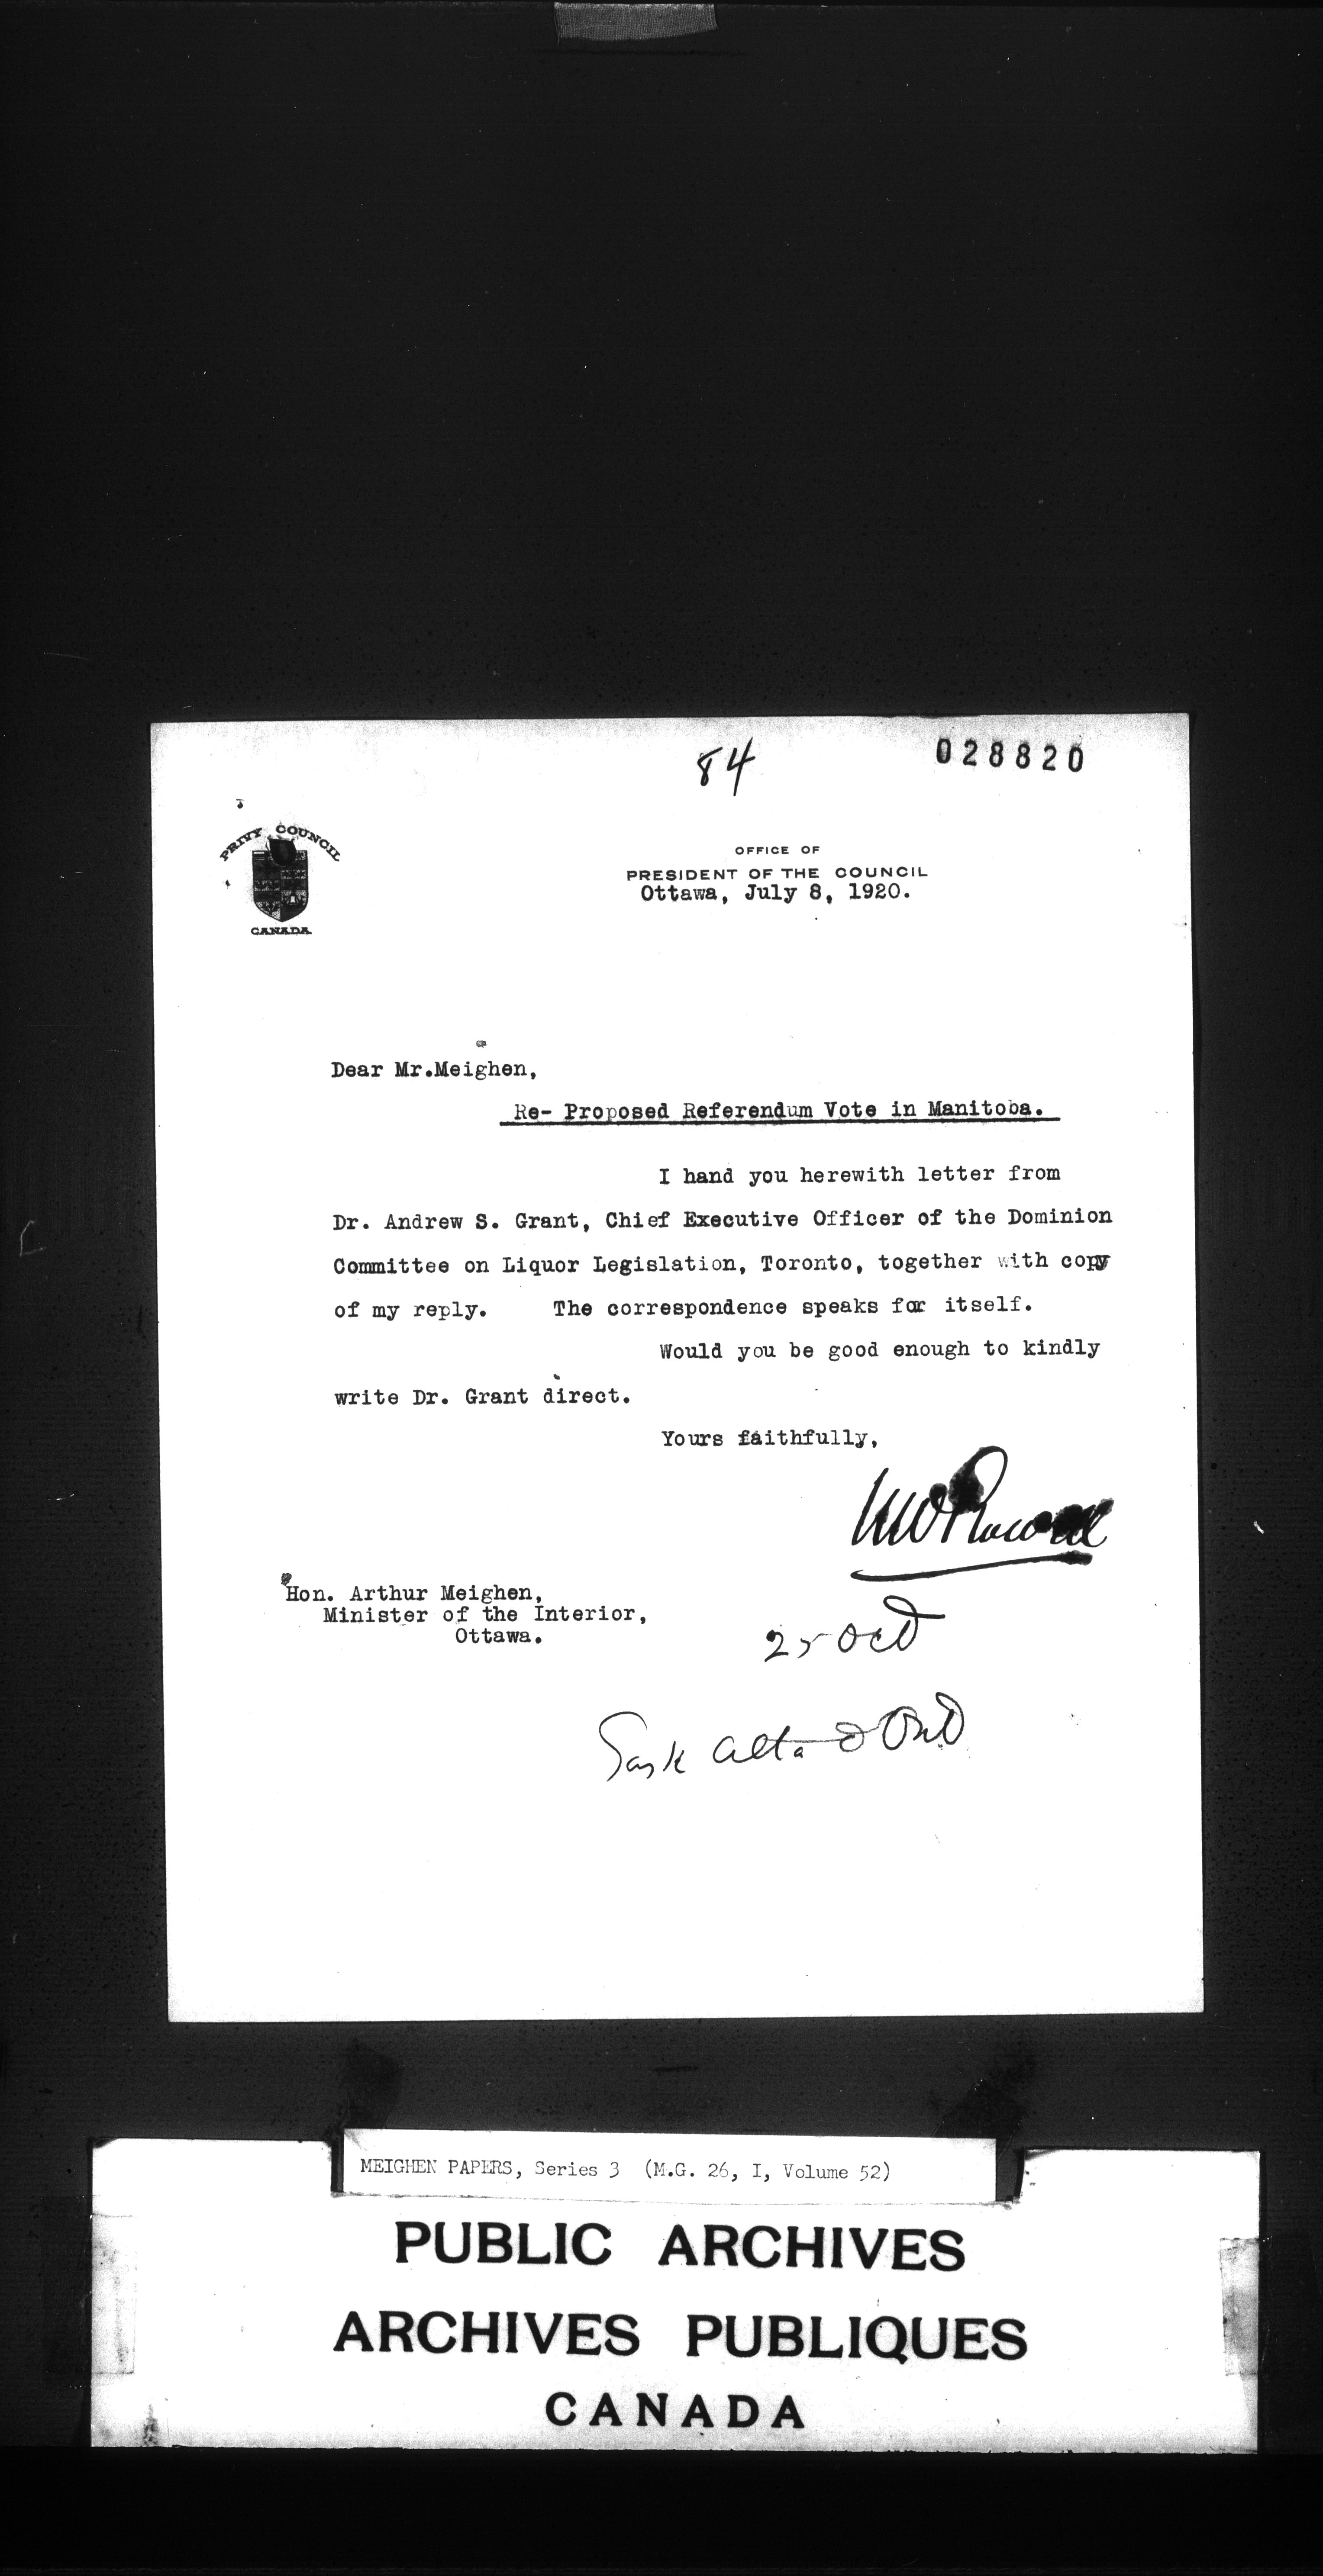 84
028820
PRIVY COUNCIL
CANADA
OFFICE OF
PRESIDENT OF THE COUNCIL
Ottawa, July 8, 1920.
Dear Mr.Meighen,
Re- Proposed Referendum Vote in Manitoba.
I hand you herewith letter from
Dr. Andrew S. Grant, Chief Executive Officer of the Dominion
Committee on Liquor Legislation, Toronto, together with copy
of my reply. The correspondence speaks for itself.
Would you be good enough to kindly
write Dr. Grant direct.
Yours faithfully,
NWRowell
Hon. Arthur Meighen,
Minister of the Interior,
Ottawa.
25 Oct
Sask Alta & Ont
MEIGHEN PAPERS, Series 3 (M.G. 26, I, Volume 52)
PUBLIC ARCHIVES
ARCHIVES PUBLIQUES
CANADA